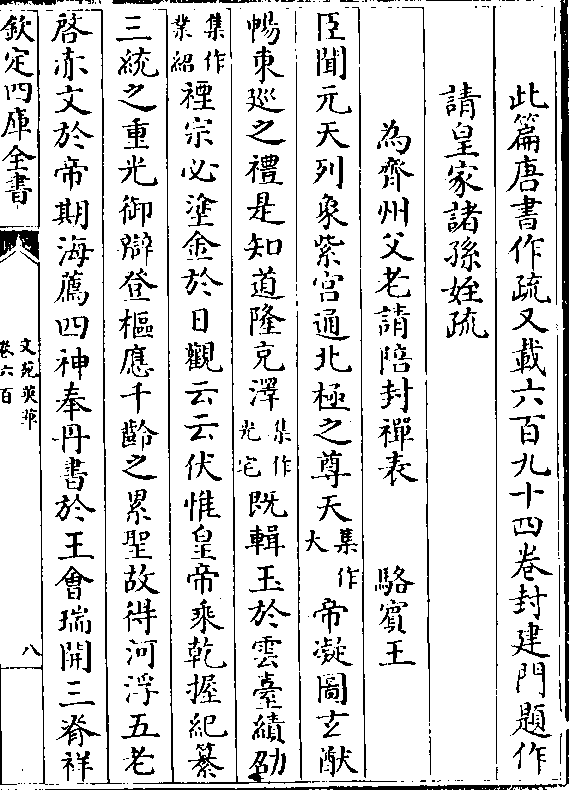 此篇唐書作疏又載六百九十四卷封建門題作
請皇家諸孫姪疏
為齊州父老請陪封禪表 駱賓王
臣聞元天列象紫宮通北極之尊天集作大帝凝圖玄猷
暢東廵之禮是知道隆克澤集作光宅既輯玉於雲臺績劭
集作業紹禋宗必塗金於日觀云云伏惟皇帝乘乾握紀纂
三統之重光御辯登樞應千齡之累聖故得河浮五老
啓赤文於帝期海薦四神奉丹書於王會瑞開三脊祥
欽定四庫全書
文苑英華
卷六百
八